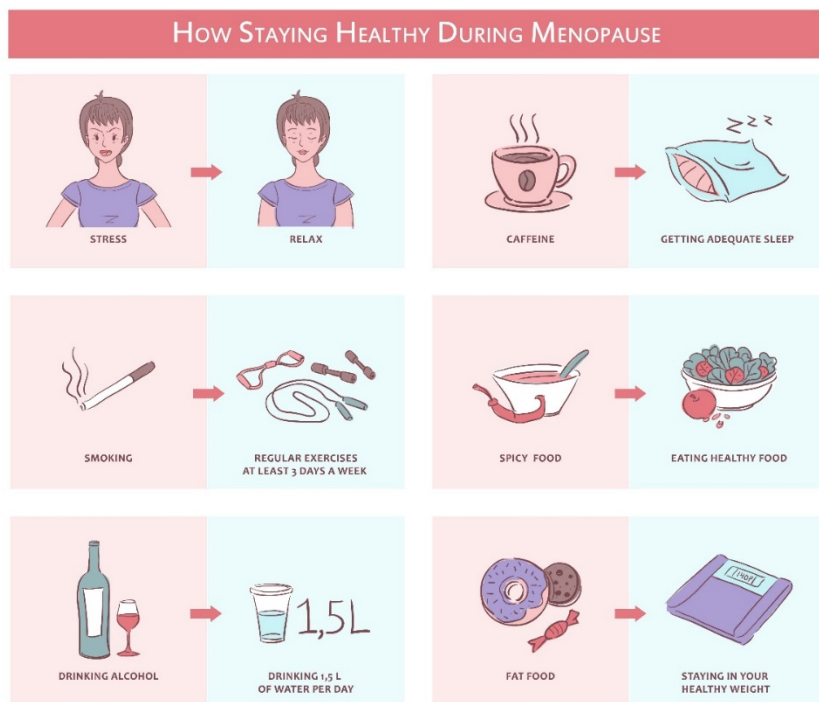 HOW STAYING HEALTHY DURING MENOPAUSE
STRESS
RELAX
CAFFEINE
ZZZ
GETTING ADEQUATE SLEEP
SMOKING
REGULAR EXERCISES
AT LEAST 3 DAYS A WEEK
SPICY FOOD
EATING HEALTHY FOOD
DRINKING ALCOHOL
1,5L
DRINKING 1,5 L
OF WATER PER DAY
FAT FOOD
STAYING IN YOUR
HEALTHY WEIGHT